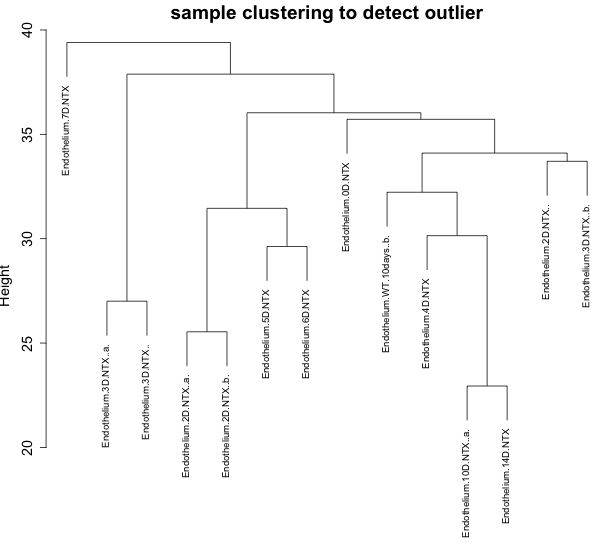 sample clustering to detect outlier
Height
40
35
30
25
20
Endothelium.7D.NTX
Endothelium.3D.NTX..a.
Endothelium.3D.NTX..
Endothelium.2D.NTX..a.
Endothelium.2D.NTX..b.
Endothelium.5D.NTX
Endothelium.6D.NTX
Endothelium.0D.NTX
Endothelium.WT.10days..b.
Endothelium.4D.NTX
Endothelium.10D.NTX..a.
Endothelium.14D.NTX
Endothelium.2D.NTX..
Endothelium.3D.NTX..b.